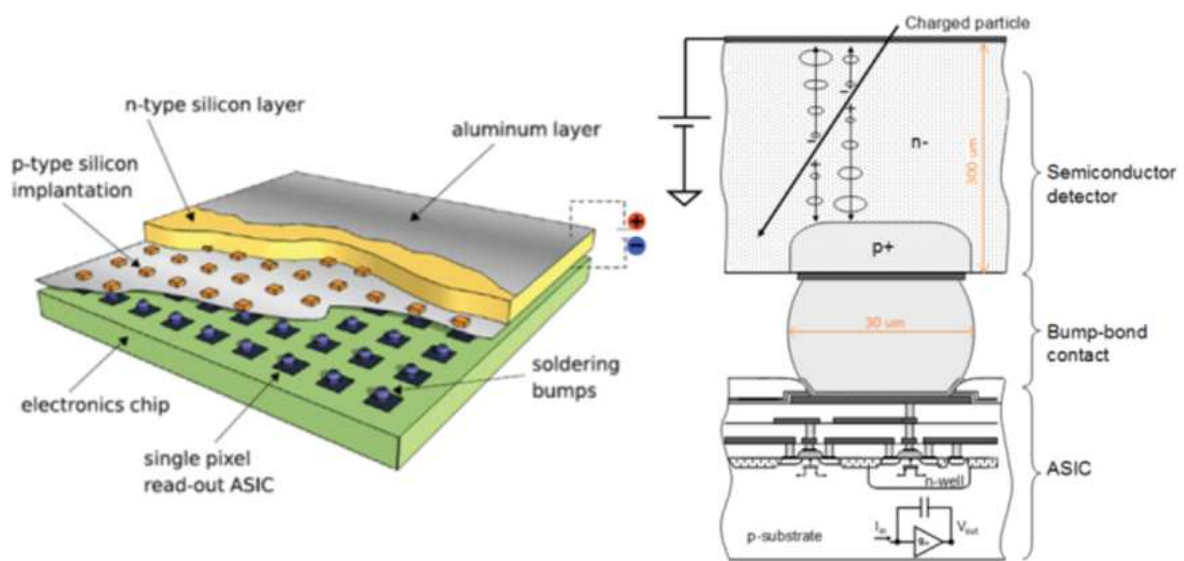 n-type silicon layer
aluminum layer
p-type silicon
implantation
+
−
electronics chip
single pixel
read-out ASIC
soldering
bumps
Charged particle
n-
300 um
Semiconductor
detector
p+
30 um
Bump-bond
contact
ASIC
n-well
p-substrate
Iin
Vout